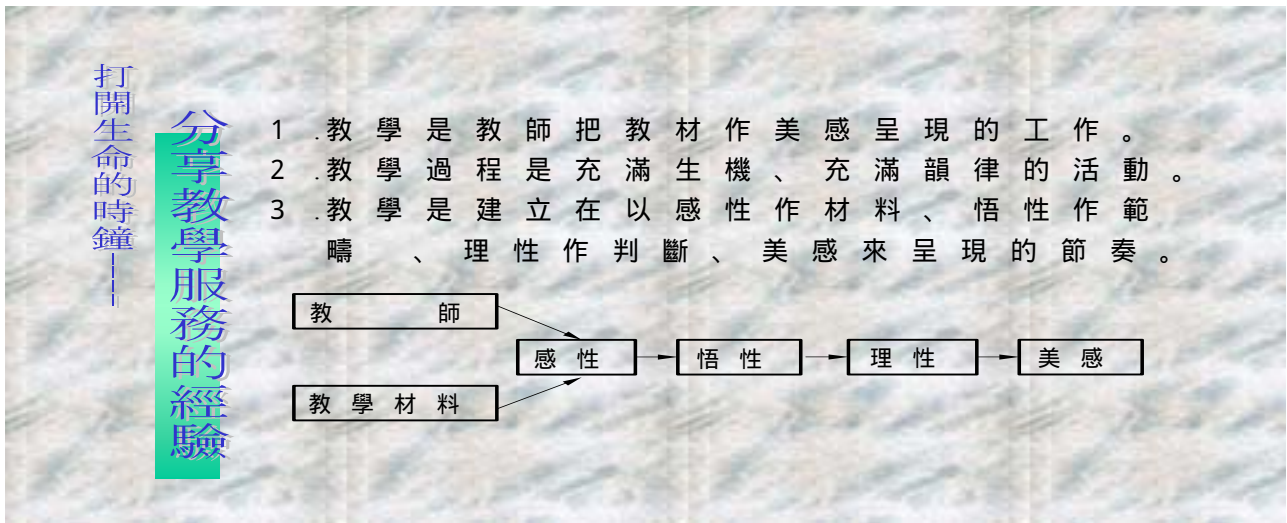 打開生命的時鐘----
分享教學服務的經驗
1.教學是教師把教材作美感呈現的工作。
2.教學過程是充滿生機、充滿韻律的活動。
3.教學是建立在以感性作材料、悟性作範
疇、理性作判斷、美感來呈現的節奏。
教師
感性 悟性 理性 美感
教學材料